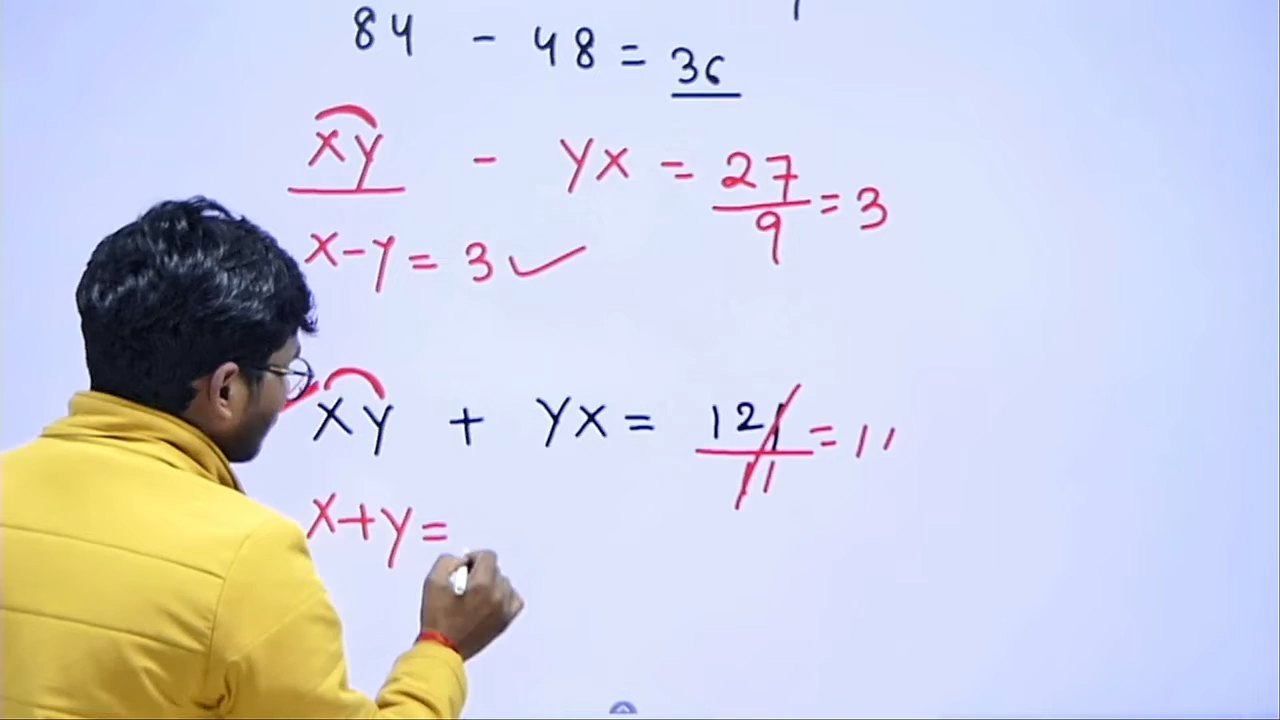 84 - 48 = 36
xy - yx = 27/9 = 3
x-y = 3 ✓
xy + yx = 121/11 = 11
x+y =